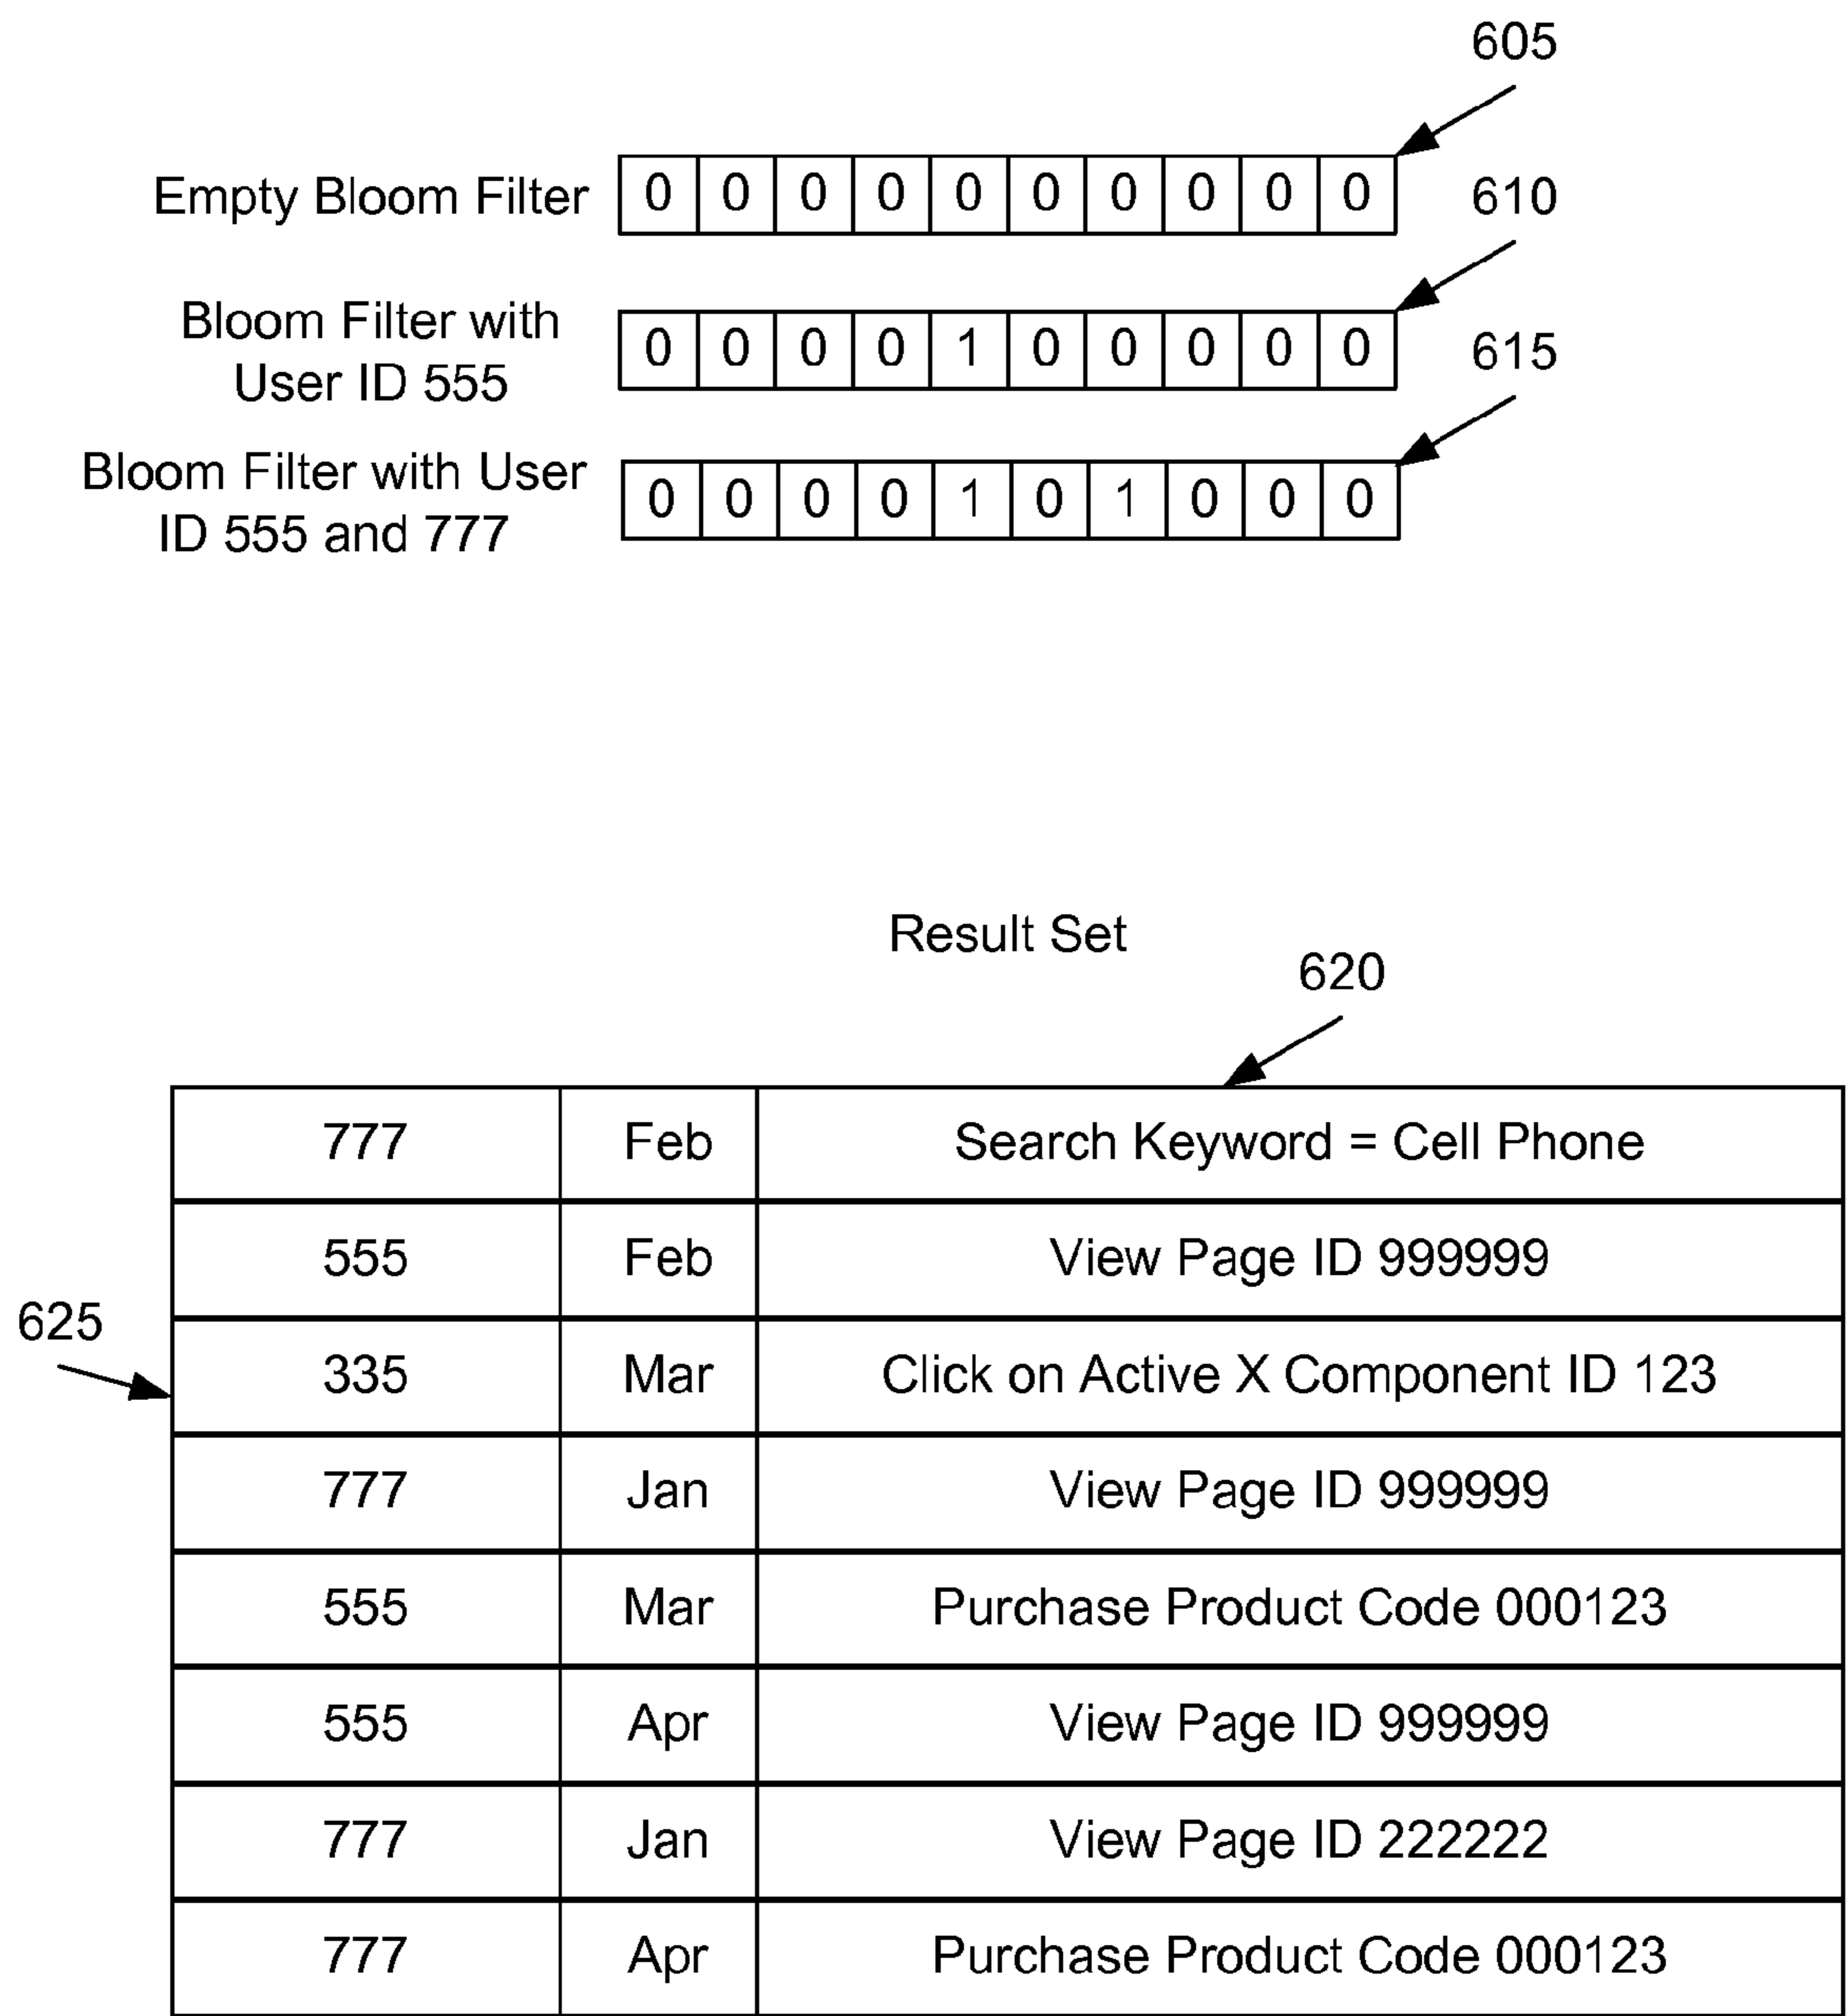 605
Empty Bloom Filter 0 0 0 0 0 0 0 0 0 0
610
Bloom Filter with
User ID 555
0 0 0 0 1 0 0 0 0 0
615
Bloom Filter with User
ID 555 and 777
0 0 0 0 1 0 1 0 0 0
Result Set
620
777 Feb Search Keyword = Cell Phone
555 Feb View Page ID 999999
625
335 Mar Click on Active X Component ID 123
777 Jan View Page ID 999999
555 Mar Purchase Product Code 000123
555 Apr View Page ID 999999
777 Jan View Page ID 222222
777 Apr Purchase Product Code 000123